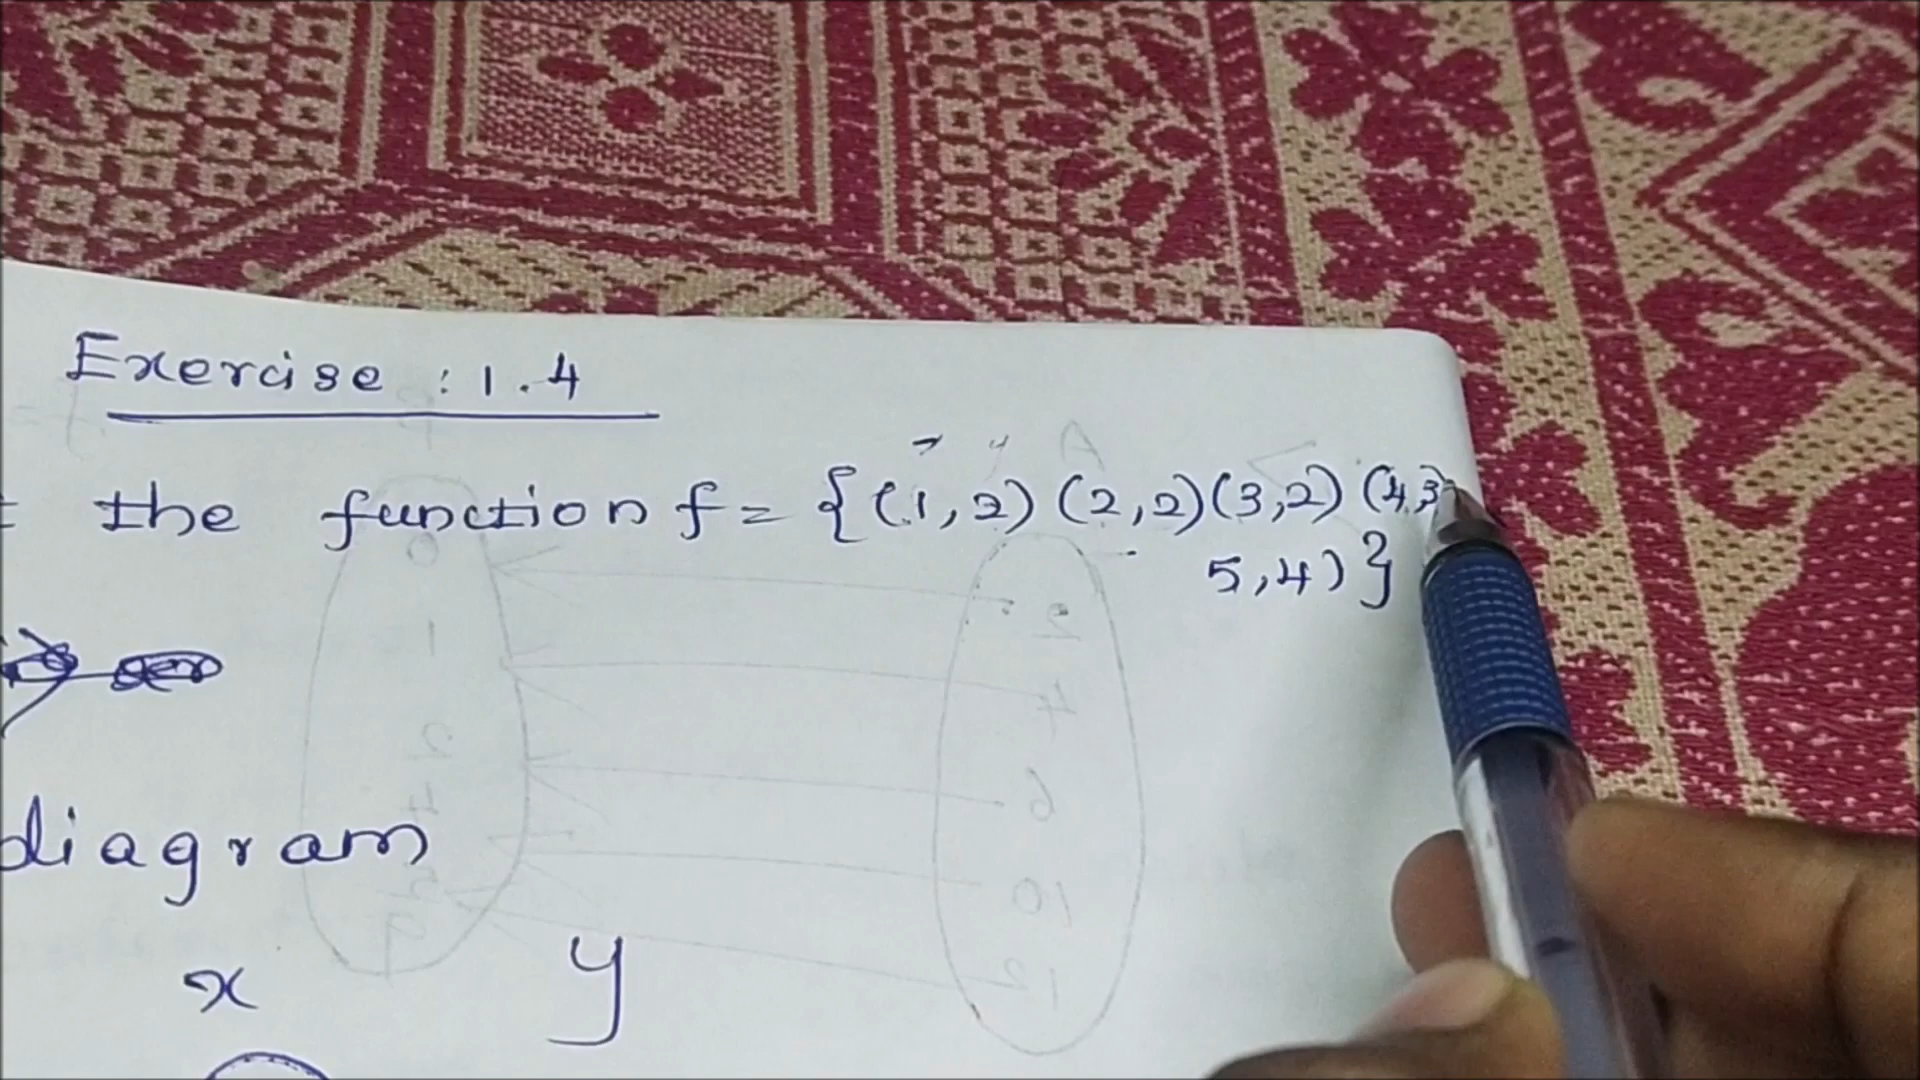 Exercise : 1.4
the function f = {(1,2) (2,2)(3,2) (4,3)
5,4)}
diagram
x y